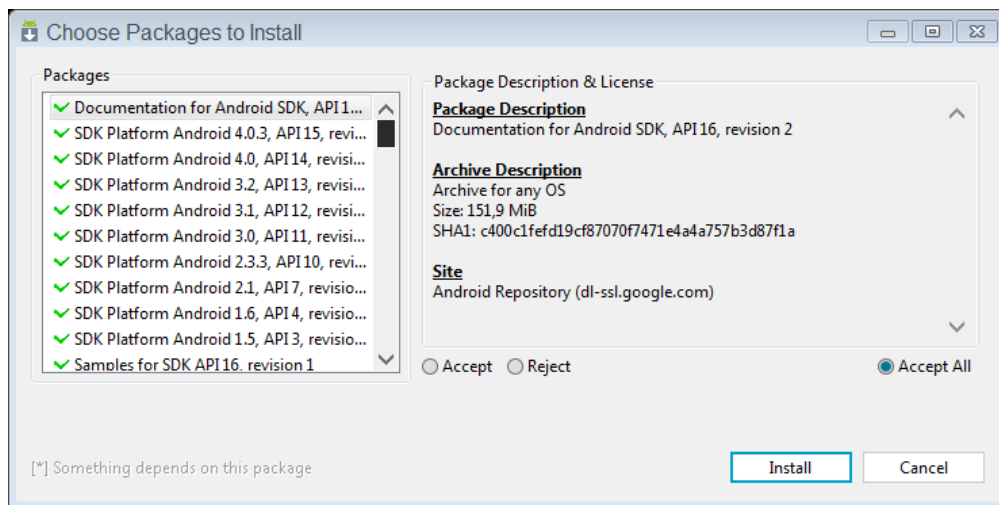 Choose Packages to Install
Packages
Documentation for Android SDK, API 1...
SDK Platform Android 4.0.3, API 15, revi...
SDK Platform Android 4.0, API 14, revisi...
SDK Platform Android 3.2, API 13, revisi...
SDK Platform Android 3.1, API 12, revisi...
SDK Platform Android 3.0, API 11, revisi...
SDK Platform Android 2.3.3, API 10, revi...
SDK Platform Android 2.1, API 7, revisio...
SDK Platform Android 1.6, API 4, revisio...
SDK Platform Android 1.5, API 3, revisio...
Samples for SDK API 16, revision 1
Package Description & License
Package Description
Documentation for Android SDK, API 16, revision 2
Archive Description
Archive for any OS
Size: 151,9 MiB
SHA1: c400c1fefd19cf87070f7471e4a4a757b3d87f1a
Site
Android Repository (dl-ssl.google.com)
Accept Reject Accept All
[*] Something depends on this package
Install Cancel